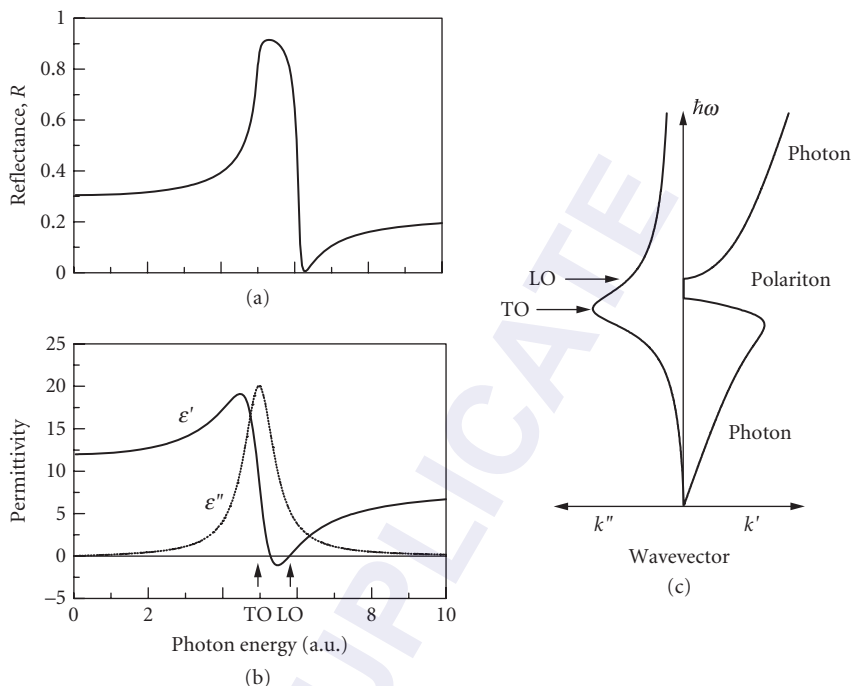 1
0.8
0.6
0.4
0.2
0
Reflectance, R
(a)
25
20
15
10
5
0
−5
Permittivity
ε'
ε"
0
2
TO LO
8
10
Photon energy (a.u.)
(b)
ħω
Photon
LO
Polariton
TO
Photon
k"
k'
Wavevector
(c)
UPLICATE